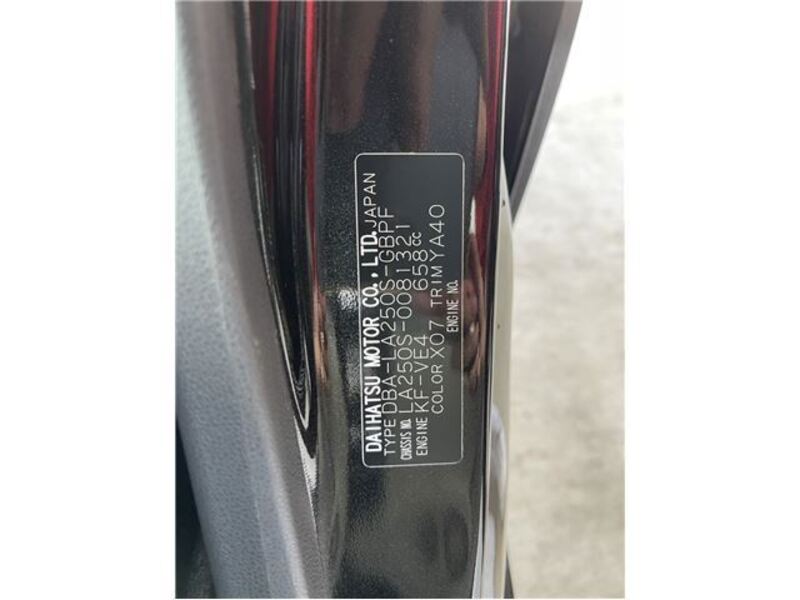 DAIHATSU MOTOR CO., LTD. JAPAN
TYPE DBA-LA250S-GBPF
CHASSIS NO. LA250S-0081321
ENGINE KF-VE4 658cc
COLOR X07 TRIM YA40
ENGINE NO.